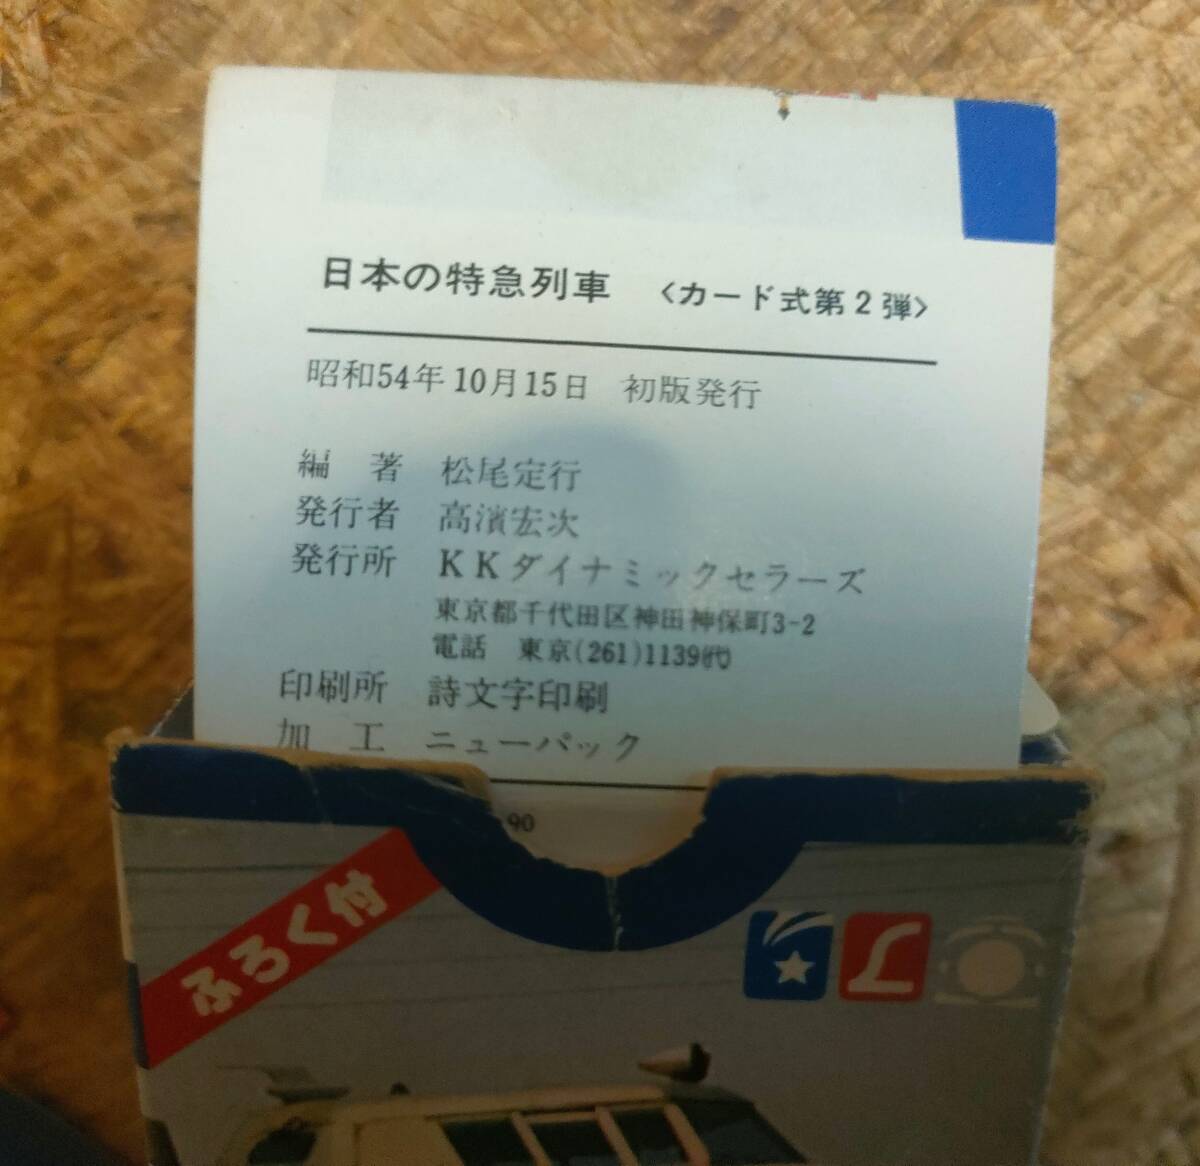 日本の特急列車 〈カード式第2弾〉
昭和54年10月15日 初版発行
編 著 松尾定行
発行者 高濱宏次
発行所 KKダイナミックセラーズ
東京都千代田区神田神保町3-2
電話 東京(261)1139㈹
印刷所 詩文字印刷
加 工 ニューパック
90
ふろく付